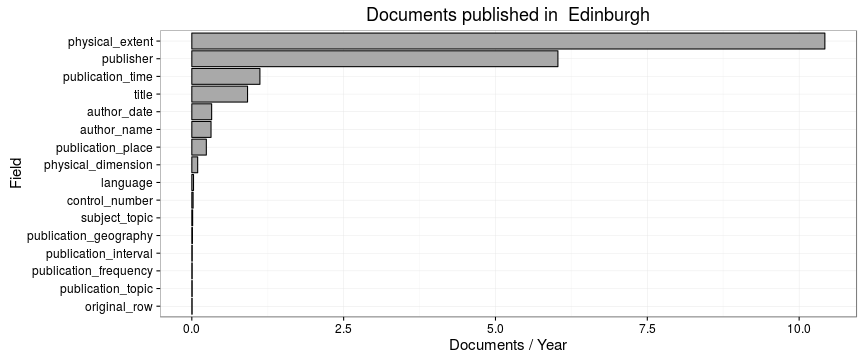 Documents published in  Edinburgh
Field
physical_extent
publisher
publication_time
title
author_date
author_name
publication_place
physical_dimension
language
control_number
subject_topic
publication_geography
publication_interval
publication_frequency
publication_topic
original_row
0.0 2.5 5.0 7.5 10.0
Documents / Year